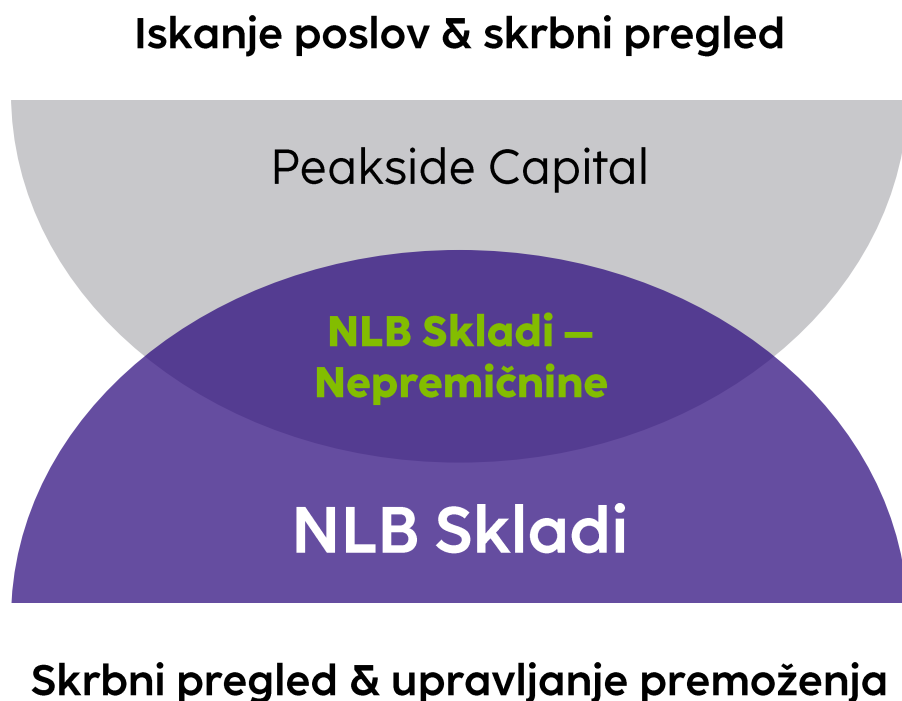 Iskanje poslov & skrbni pregled
Peakside Capital
NLB Skladi –
Nepremičnine
NLB Skladi
Skrbni pregled & upravljanje premoženja